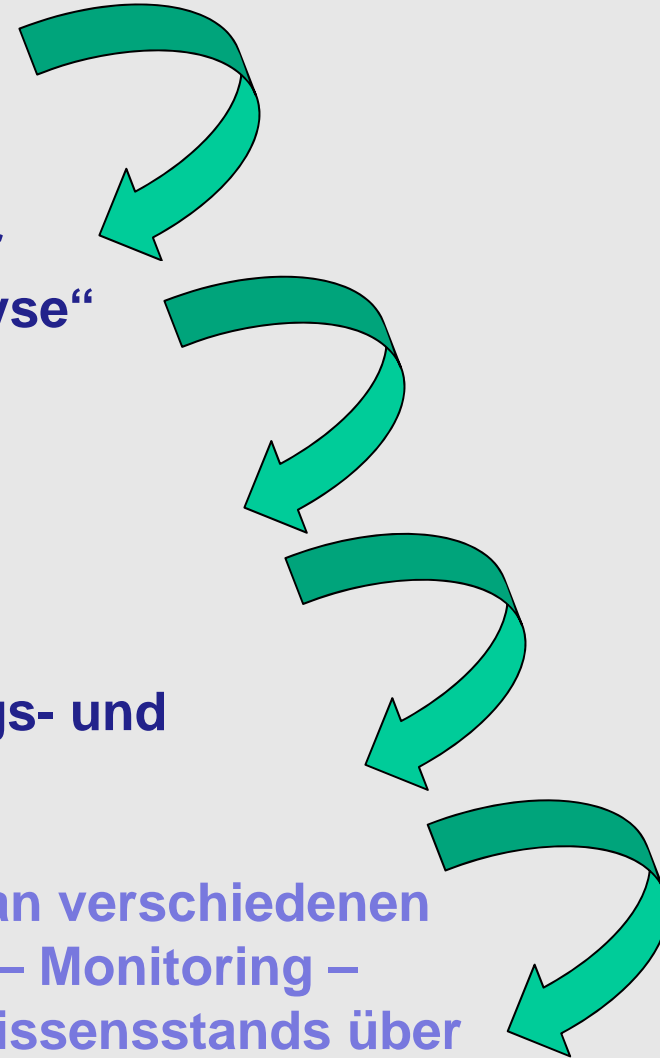 yse“
gs- und
an verschiedenen
– Monitoring –
issensstands über